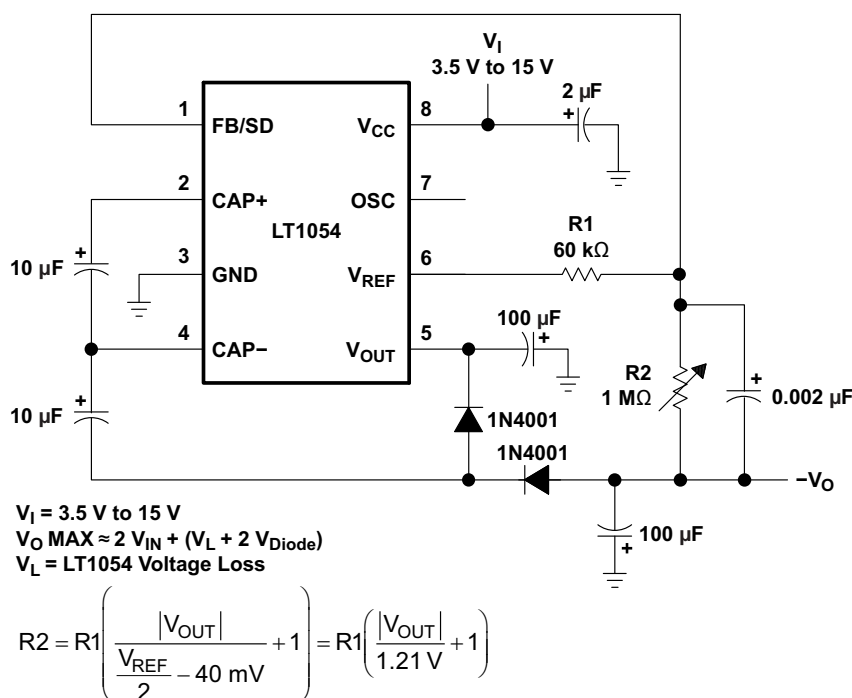 V_I
3.5 V to 15 V
2 µF
+
1 FB/SD
V_CC 8
2 CAP+
OSC 7
LT1054
R1
60 kΩ
+
10 µF
3 GND
V_REF 6
100 µF
+
4 CAP−
V_OUT 5
R2
1 MΩ
+
0.002 µF
+
10 µF
1N4001
1N4001
−V_O
+
100 µF
V_I = 3.5 V to 15 V
V_O MAX ≈ 2 V_IN + (V_L + 2 V_Diode)
V_L = LT1054 Voltage Loss
R2 = R1 ( |V_OUT| / ( V_REF / 2 − 40 mV ) + 1 ) = R1 ( |V_OUT| / 1.21 V + 1 )